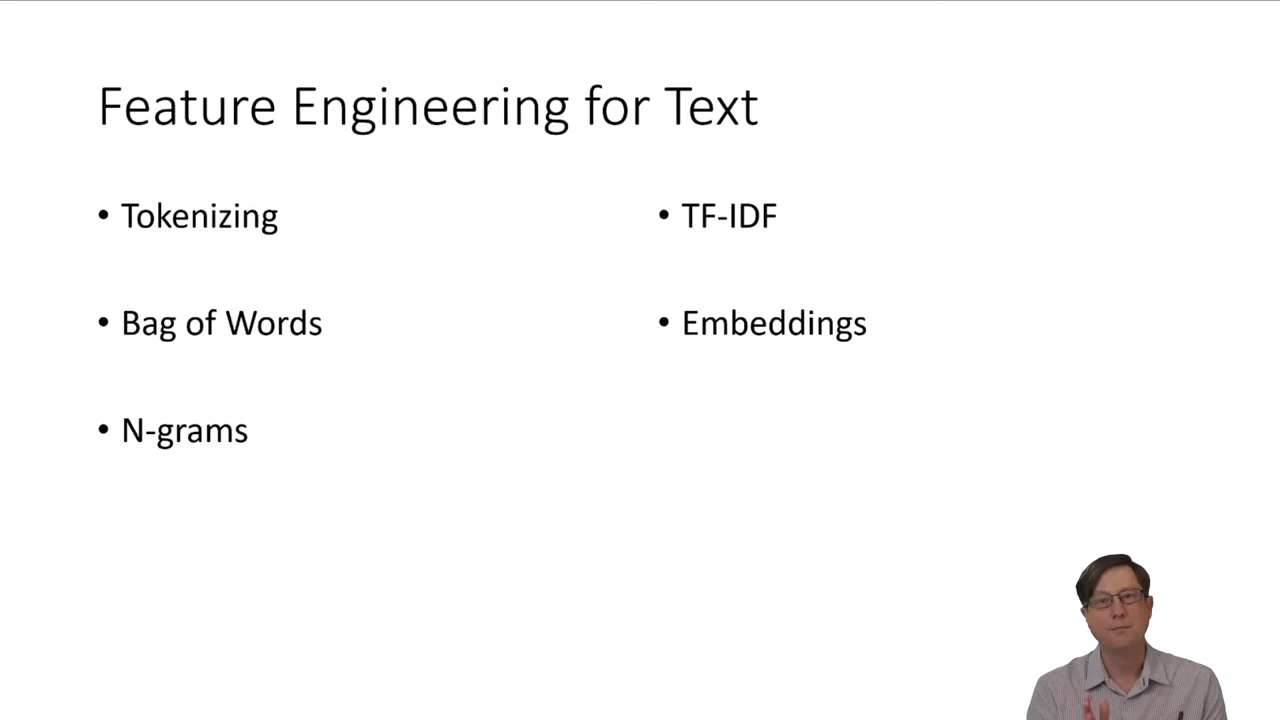 Feature Engineering for Text
• Tokenizing
• Bag of Words
• N-grams
• TF-IDF
• Embeddings